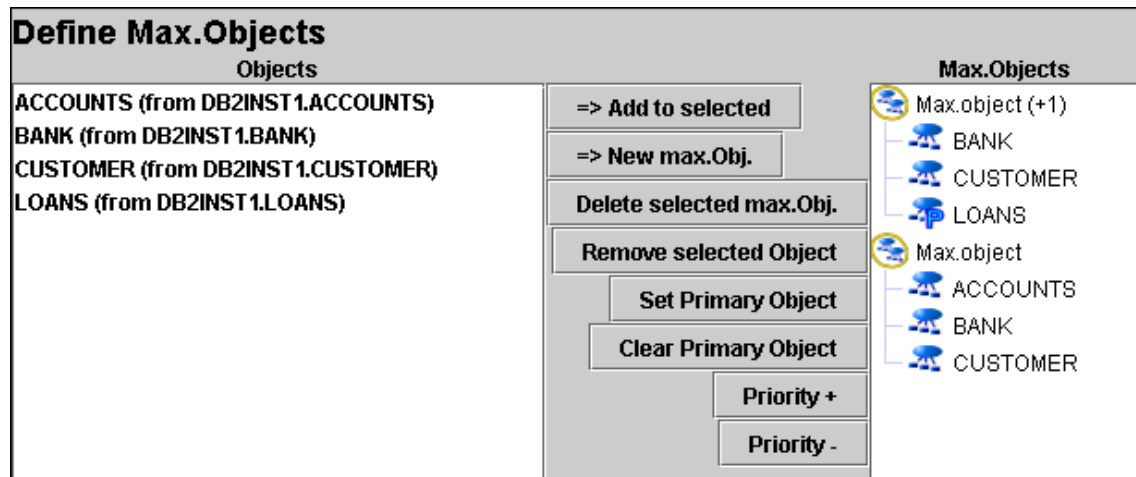 Define Max.Objects
Objects
ACCOUNTS (from DB2INST1.ACCOUNTS)
BANK (from DB2INST1.BANK)
CUSTOMER (from DB2INST1.CUSTOMER)
LOANS (from DB2INST1.LOANS)
=> Add to selected
=> New max.Obj.
Delete selected max.Obj.
Remove selected Object
Set Primary Object
Clear Primary Object
Priority +
Priority -
Max.Objects
Max.object (+1)
BANK
CUSTOMER
P LOANS
Max.object
ACCOUNTS
BANK
CUSTOMER